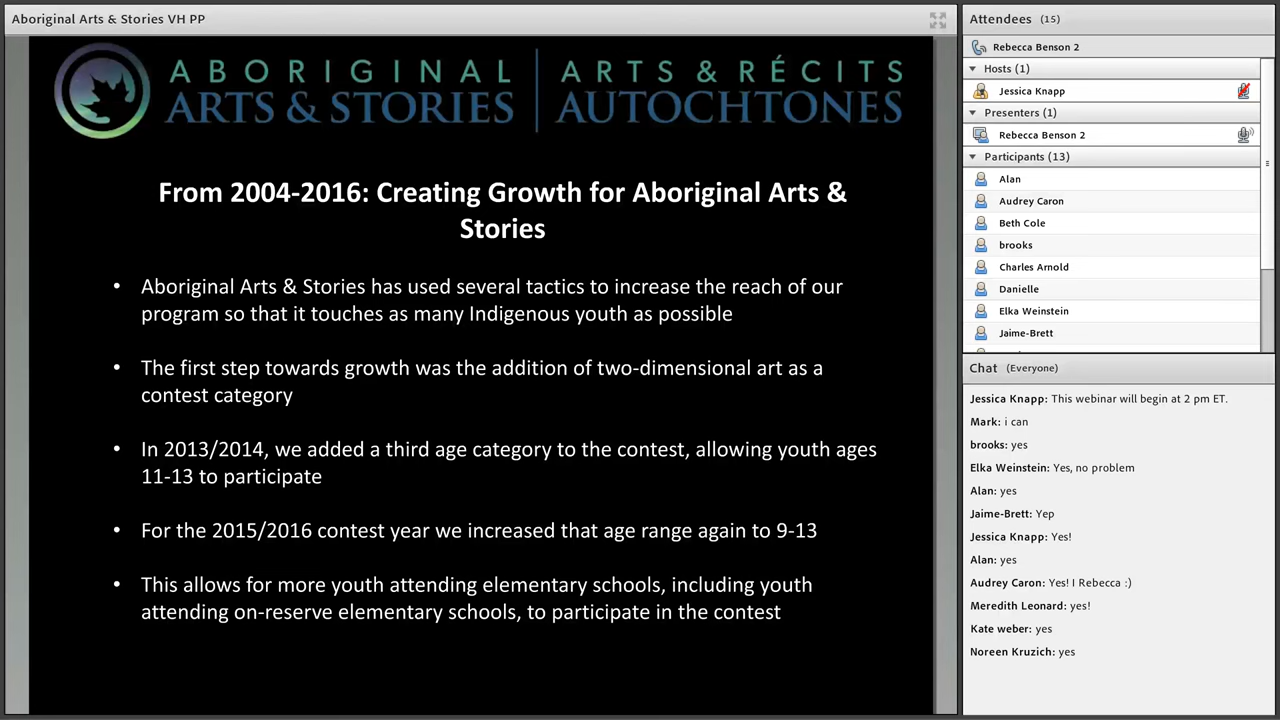 Aboriginal Arts & Stories VH PP
ABORIGINAL
ARTS & STORIES
ARTS & RÉCITS
AUTOCHTONES
From 2004-2016: Creating Growth for Aboriginal Arts &
Stories
• Aboriginal Arts & Stories has used several tactics to increase the reach of our
program so that it touches as many Indigenous youth as possible
• The first step towards growth was the addition of two-dimensional art as a
contest category
• In 2013/2014, we added a third age category to the contest, allowing youth ages
11-13 to participate
• For the 2015/2016 contest year we increased that age range again to 9-13
• This allows for more youth attending elementary schools, including youth
attending on-reserve elementary schools, to participate in the contest
Attendees (15)
Rebecca Benson 2
Hosts (1)
Jessica Knapp
Presenters (1)
Rebecca Benson 2
Participants (13)
Alan
Audrey Caron
Beth Cole
brooks
Charles Arnold
Danielle
Elka Weinstein
Jaime-Brett
Chat (Everyone)
Jessica Knapp: This webinar will begin at 2 pm ET.
Mark: i can
brooks: yes
Elka Weinstein: Yes, no problem
Alan: yes
Jaime-Brett: Yep
Jessica Knapp: Yes!
Alan: yes
Audrey Caron: Yes! I Rebecca :)
Meredith Leonard: yes!
Kate weber: yes
Noreen Kruzich: yes